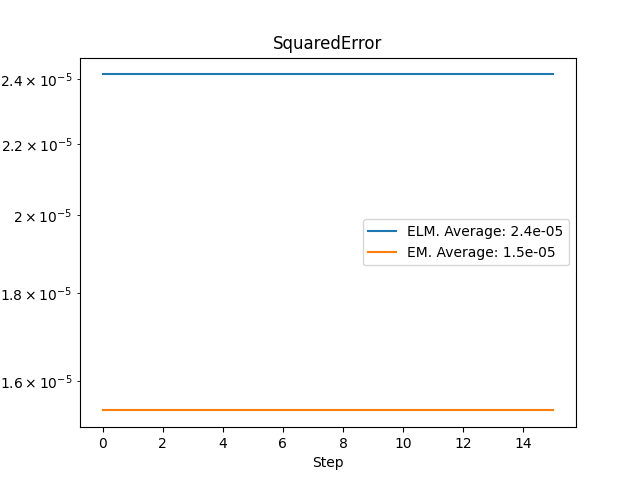 SquaredError
2.4 × 10⁻⁵
2.2 × 10⁻⁵
2 × 10⁻⁵
1.8 × 10⁻⁵
1.6 × 10⁻⁵
ELM. Average: 2.4e-05
EM. Average: 1.5e-05
0 2 4 6 8 10 12 14
Step